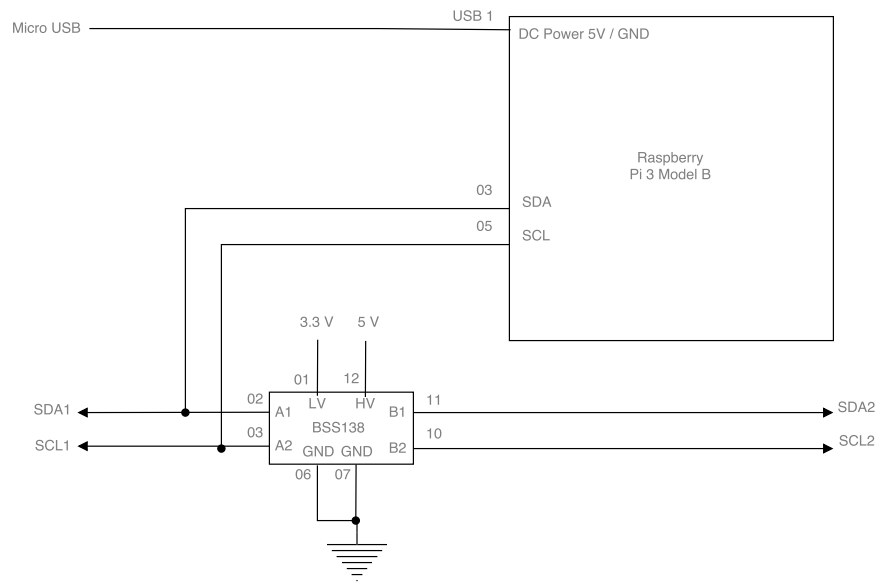 USB 1
Micro USB
DC Power 5V / GND
Raspberry
Pi 3 Model B
03
SDA
05
SCL
3.3 V
5 V
01
12
02
11
SDA1
A1
LV
HV
B1
SDA2
BSS138
03
10
SCL1
A2
GND
GND
B2
SCL2
06
07